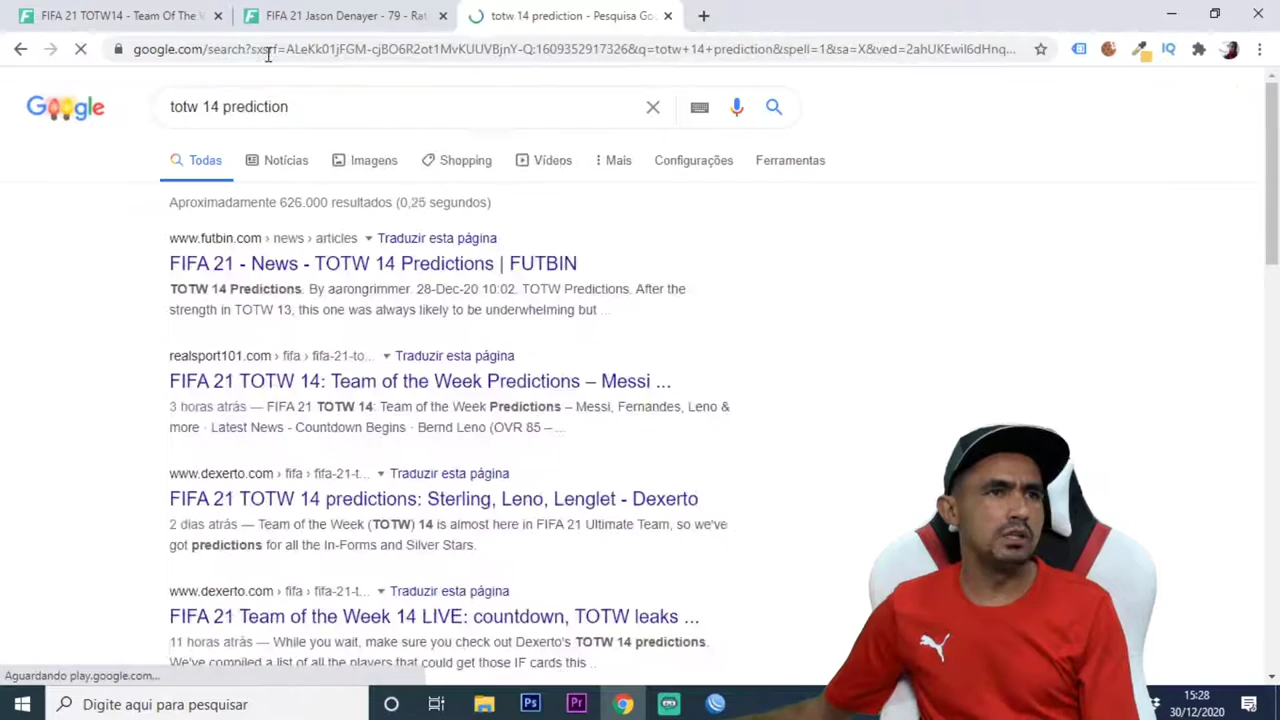 FIFA 21 TOTW14 - Team Of The W
FIFA 21 Jason Denayer - 79 - Rat
totw 14 prediction - Pesquisa Go
google.com/search?sxsrf=ALeKk01jFGM-cjBO6R2ot1MvKUUVBjnY-Q:1609352917326&q=totw+14+prediction&spell=1&sa=X&ved=2ahUKEwiI6dHnq...
IQ
Google
totw 14 prediction
Todas
Notícias
Imagens
Shopping
Vídeos
Mais
Configurações
Ferramentas
Aproximadamente 626.000 resultados (0,25 segundos)
www.futbin.com › news › articles Traduzir esta página
FIFA 21 - News - TOTW 14 Predictions | FUTBIN
TOTW 14 Predictions. By aarongrimmer. 28-Dec-20 10:02. TOTW Predictions. After the
strength in TOTW 13, this one was always likely to be underwhelming but ...
realsport101.com › fifa › fifa-21-to... Traduzir esta página
FIFA 21 TOTW 14: Team of the Week Predictions – Messi ...
3 horas atrás — FIFA 21 TOTW 14: Team of the Week Predictions – Messi, Fernandes, Leno &
more · Latest News - Countdown Begins · Bernd Leno (OVR 85 – ...
www.dexerto.com › fifa › fifa-21-t... Traduzir esta página
FIFA 21 TOTW 14 predictions: Sterling, Leno, Lenglet - Dexerto
2 dias atrás — Team of the Week (TOTW) 14 is almost here in FIFA 21 Ultimate Team, so we've
got predictions for all the In-Forms and Silver Stars.
www.dexerto.com › fifa › fifa-21-t... Traduzir esta página
FIFA 21 Team of the Week 14 LIVE: countdown, TOTW leaks ...
11 horas atrás — While you wait, make sure you check out Dexerto's TOTW 14 predictions.
We've compiled a list of all the players that could get those IF cards this ..
Aguardando play.google.com...
PUMA
Digite aqui para pesquisar
Ps
Pr
15:28
30/12/2020